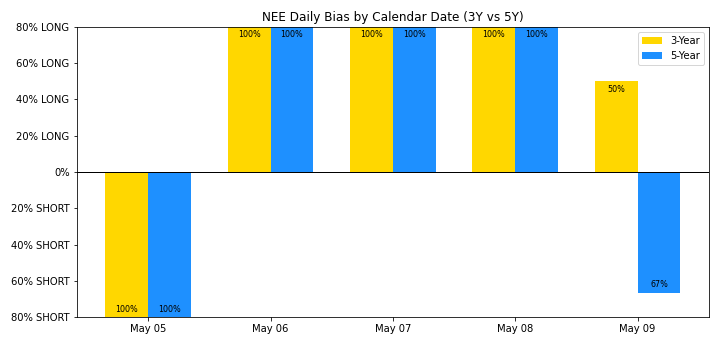 NEE Daily Bias by Calendar Date (3Y vs 5Y)
80% LONG
60% LONG
40% LONG
20% LONG
0%
20% SHORT
40% SHORT
60% SHORT
80% SHORT
3-Year
5-Year
100% 100% 100% 100% 100% 100%
50%
67%
100% 100%
May 05 May 06 May 07 May 08 May 09